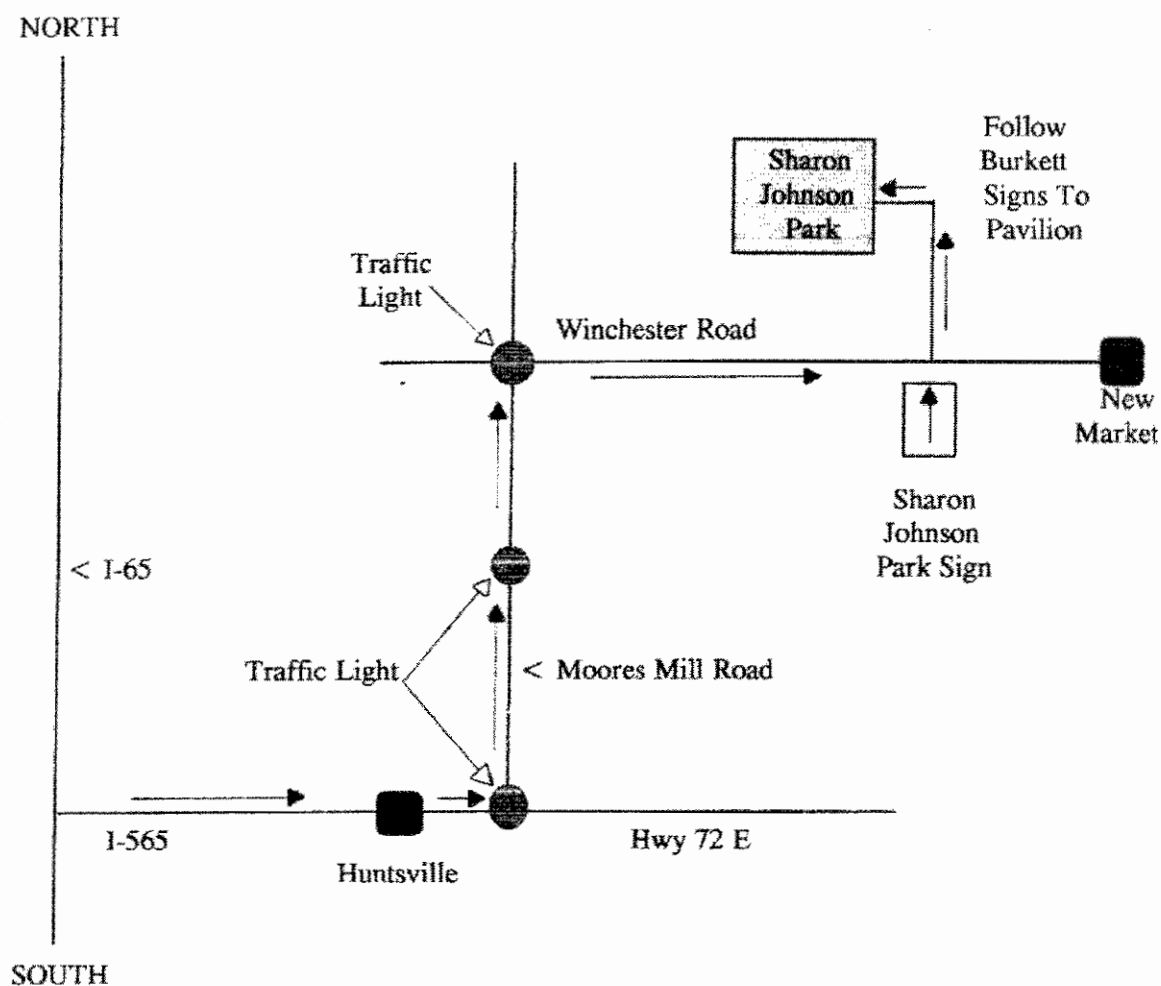 NORTH
Follow
Burkett
Signs To
Pavilion
Sharon
Johnson
Park
Traffic
Light
Winchester Road
New
Market
Sharon
Johnson
Park Sign
< I-65
Traffic Light
< Moores Mill Road
I-565
Hwy 72 E
Huntsville
SOUTH